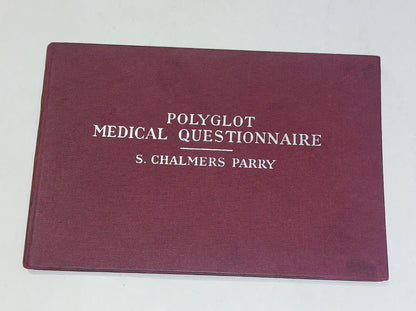 POLYGLOT
MEDICAL QUESTIONNAIRE
S. CHALMERS PARRY